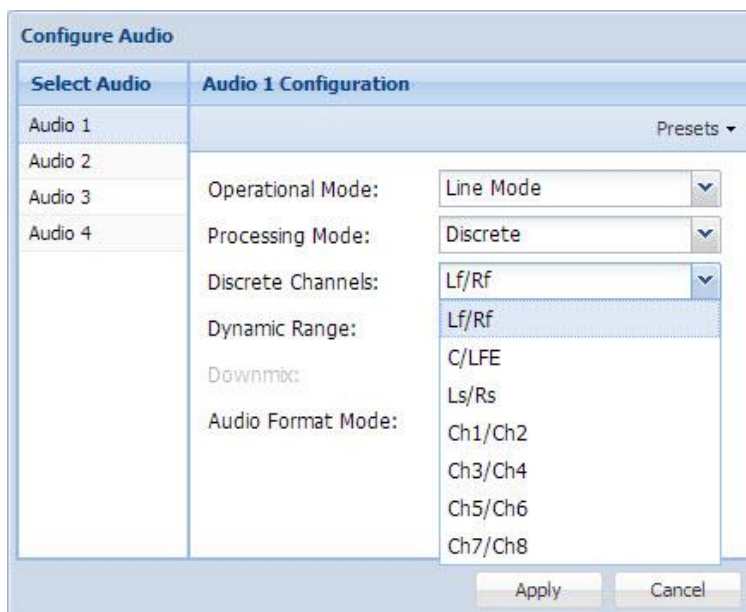 Configure Audio
Select Audio
Audio 1
Audio 2
Audio 3
Audio 4
Audio 1 Configuration
Presets
Operational Mode: Line Mode
Processing Mode: Discrete
Discrete Channels: Lf/Rf
Dynamic Range:
Downmix:
Audio Format Mode:
Lf/Rf
C/LFE
Ls/Rs
Ch1/Ch2
Ch3/Ch4
Ch5/Ch6
Ch7/Ch8
Apply Cancel